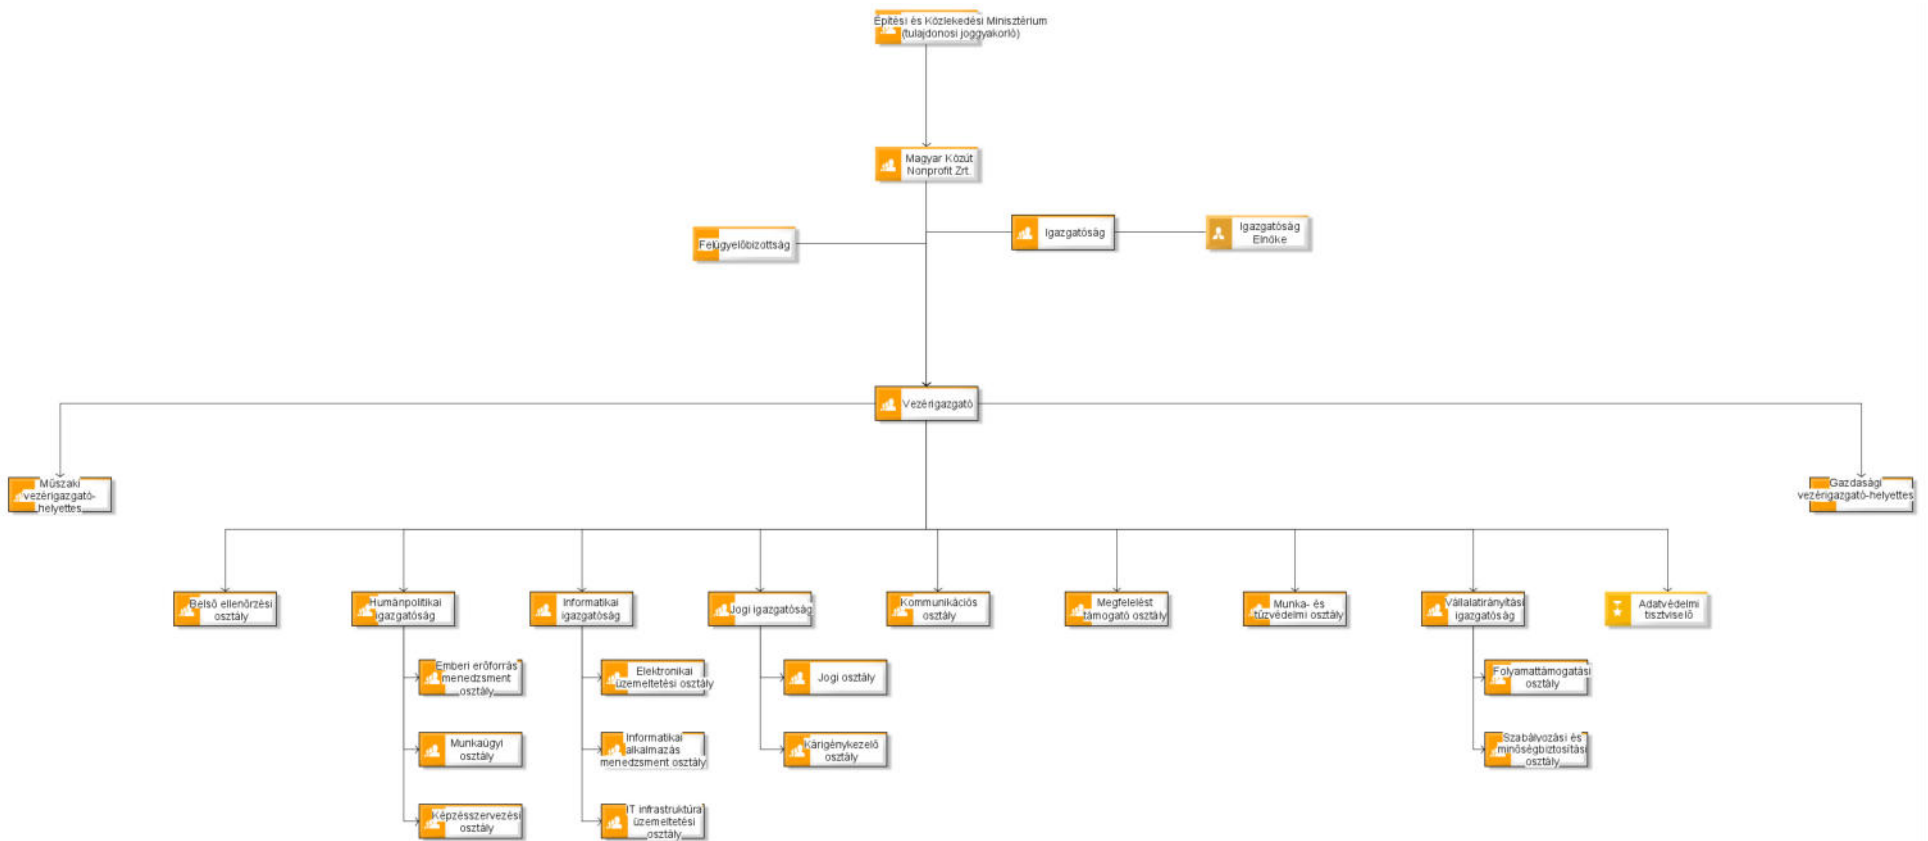 Építési és Közlekedési Minisztérium
(tulajdonosi joggyakorló)
Magyar Közút
Nonprofit Zrt.
Felügyelőbizottság
Igazgatóság
Igazgatóság
Elnöke
Vezérigazgató
Műszaki
vezérigazgató-
helyettes
Gazdasági
vezérigazgató-helyettes
Belső ellenőrzési
osztály
Humánpolitikai
igazgatóság
Informatikai
igazgatóság
Jogi igazgatóság
Kommunikációs
osztály
Megfelelést
támogató osztály
Munka- és
tűzvédelmi osztály
Vállalatirányítási
igazgatóság
Adatvédelmi
tisztviselő
Emberi erőforrás
menedzsment
osztály
Elektronikai
üzemeltetési osztály
Jogi osztály
Folyamattámogatási
osztály
Munkaügyi
osztály
Informatikai
alkalmazás
menedzsment osztály
Kárigénykezelő
osztály
Szabályozási és
minőségbiztosítási
osztály
Képzésszervezési
osztály
IT infrastruktúra
üzemeltetési
osztály